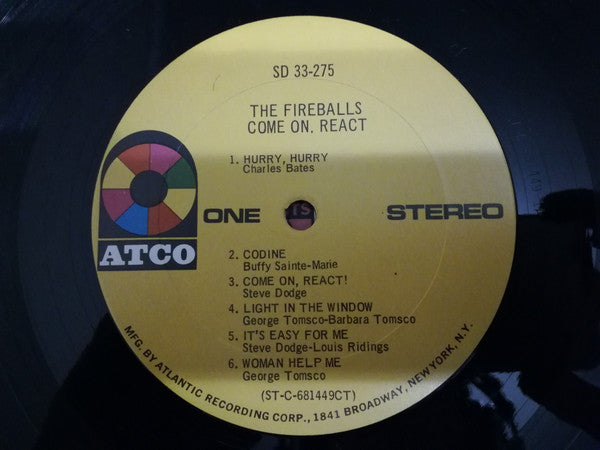 SD 33-275
THE FIREBALLS
COME ON, REACT
1. HURRY, HURRY
Charles Bates
ATCO
ONE
STEREO
2. CODINE
Buffy Sainte-Marie
3. COME ON, REACT!
Steve Dodge
4. LIGHT IN THE WINDOW
George Tomsco-Barbara Tomsco
5. IT'S EASY FOR ME
Steve Dodge-Louis Ridings
6. WOMAN HELP ME
George Tomsco
(ST-C-681449CT)
MFG. BY ATLANTIC RECORDING CORP., 1841 BROADWAY, NEWYORK, N.Y.